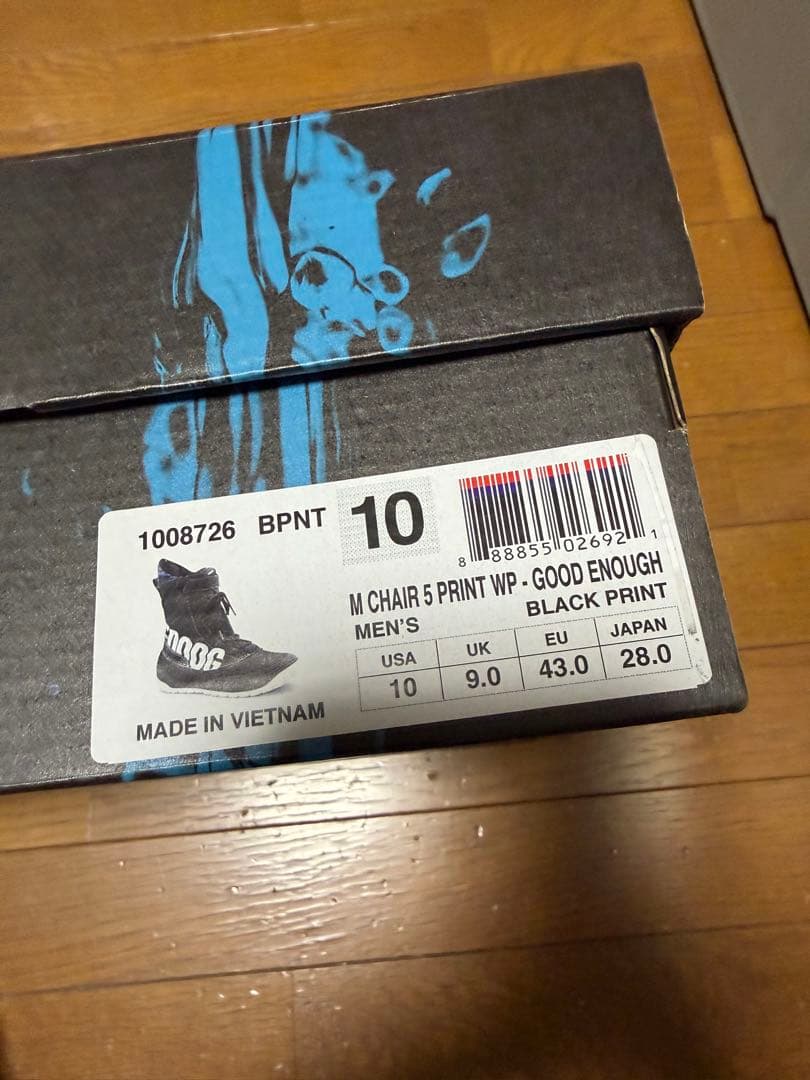 1008726 BPNT 10
8 88855 02692 1
M CHAIR 5 PRINT WP - GOOD ENOUGH
MEN'S BLACK PRINT
USA UK EU JAPAN
10 9.0 43.0 28.0
MADE IN VIETNAM